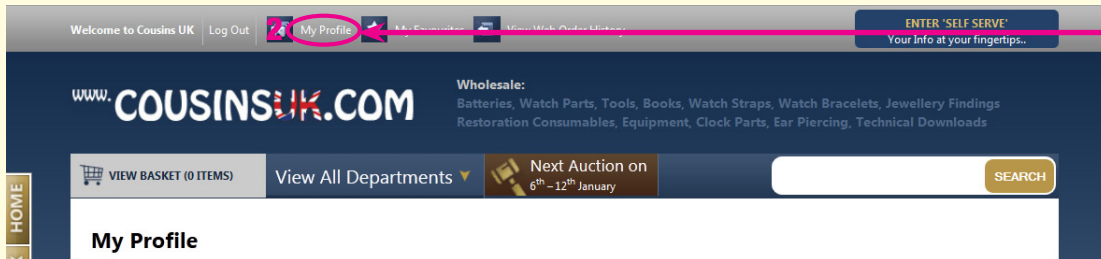 Welcome to Cousins UK Log Out 2 My Profile My Favourites View Web Order History
ENTER 'SELF SERVE'
Your Info at your fingertips..
www.COUSINSUK.COM
Wholesale:
Batteries, Watch Parts, Tools, Books, Watch Straps, Watch Bracelets, Jewellery Findings
Restoration Consumables, Equipment, Clock Parts, Ear Piercing, Technical Downloads
VIEW BASKET (0 ITEMS) View All Departments
Next Auction on
6th – 12th January
SEARCH
HOME
My Profile